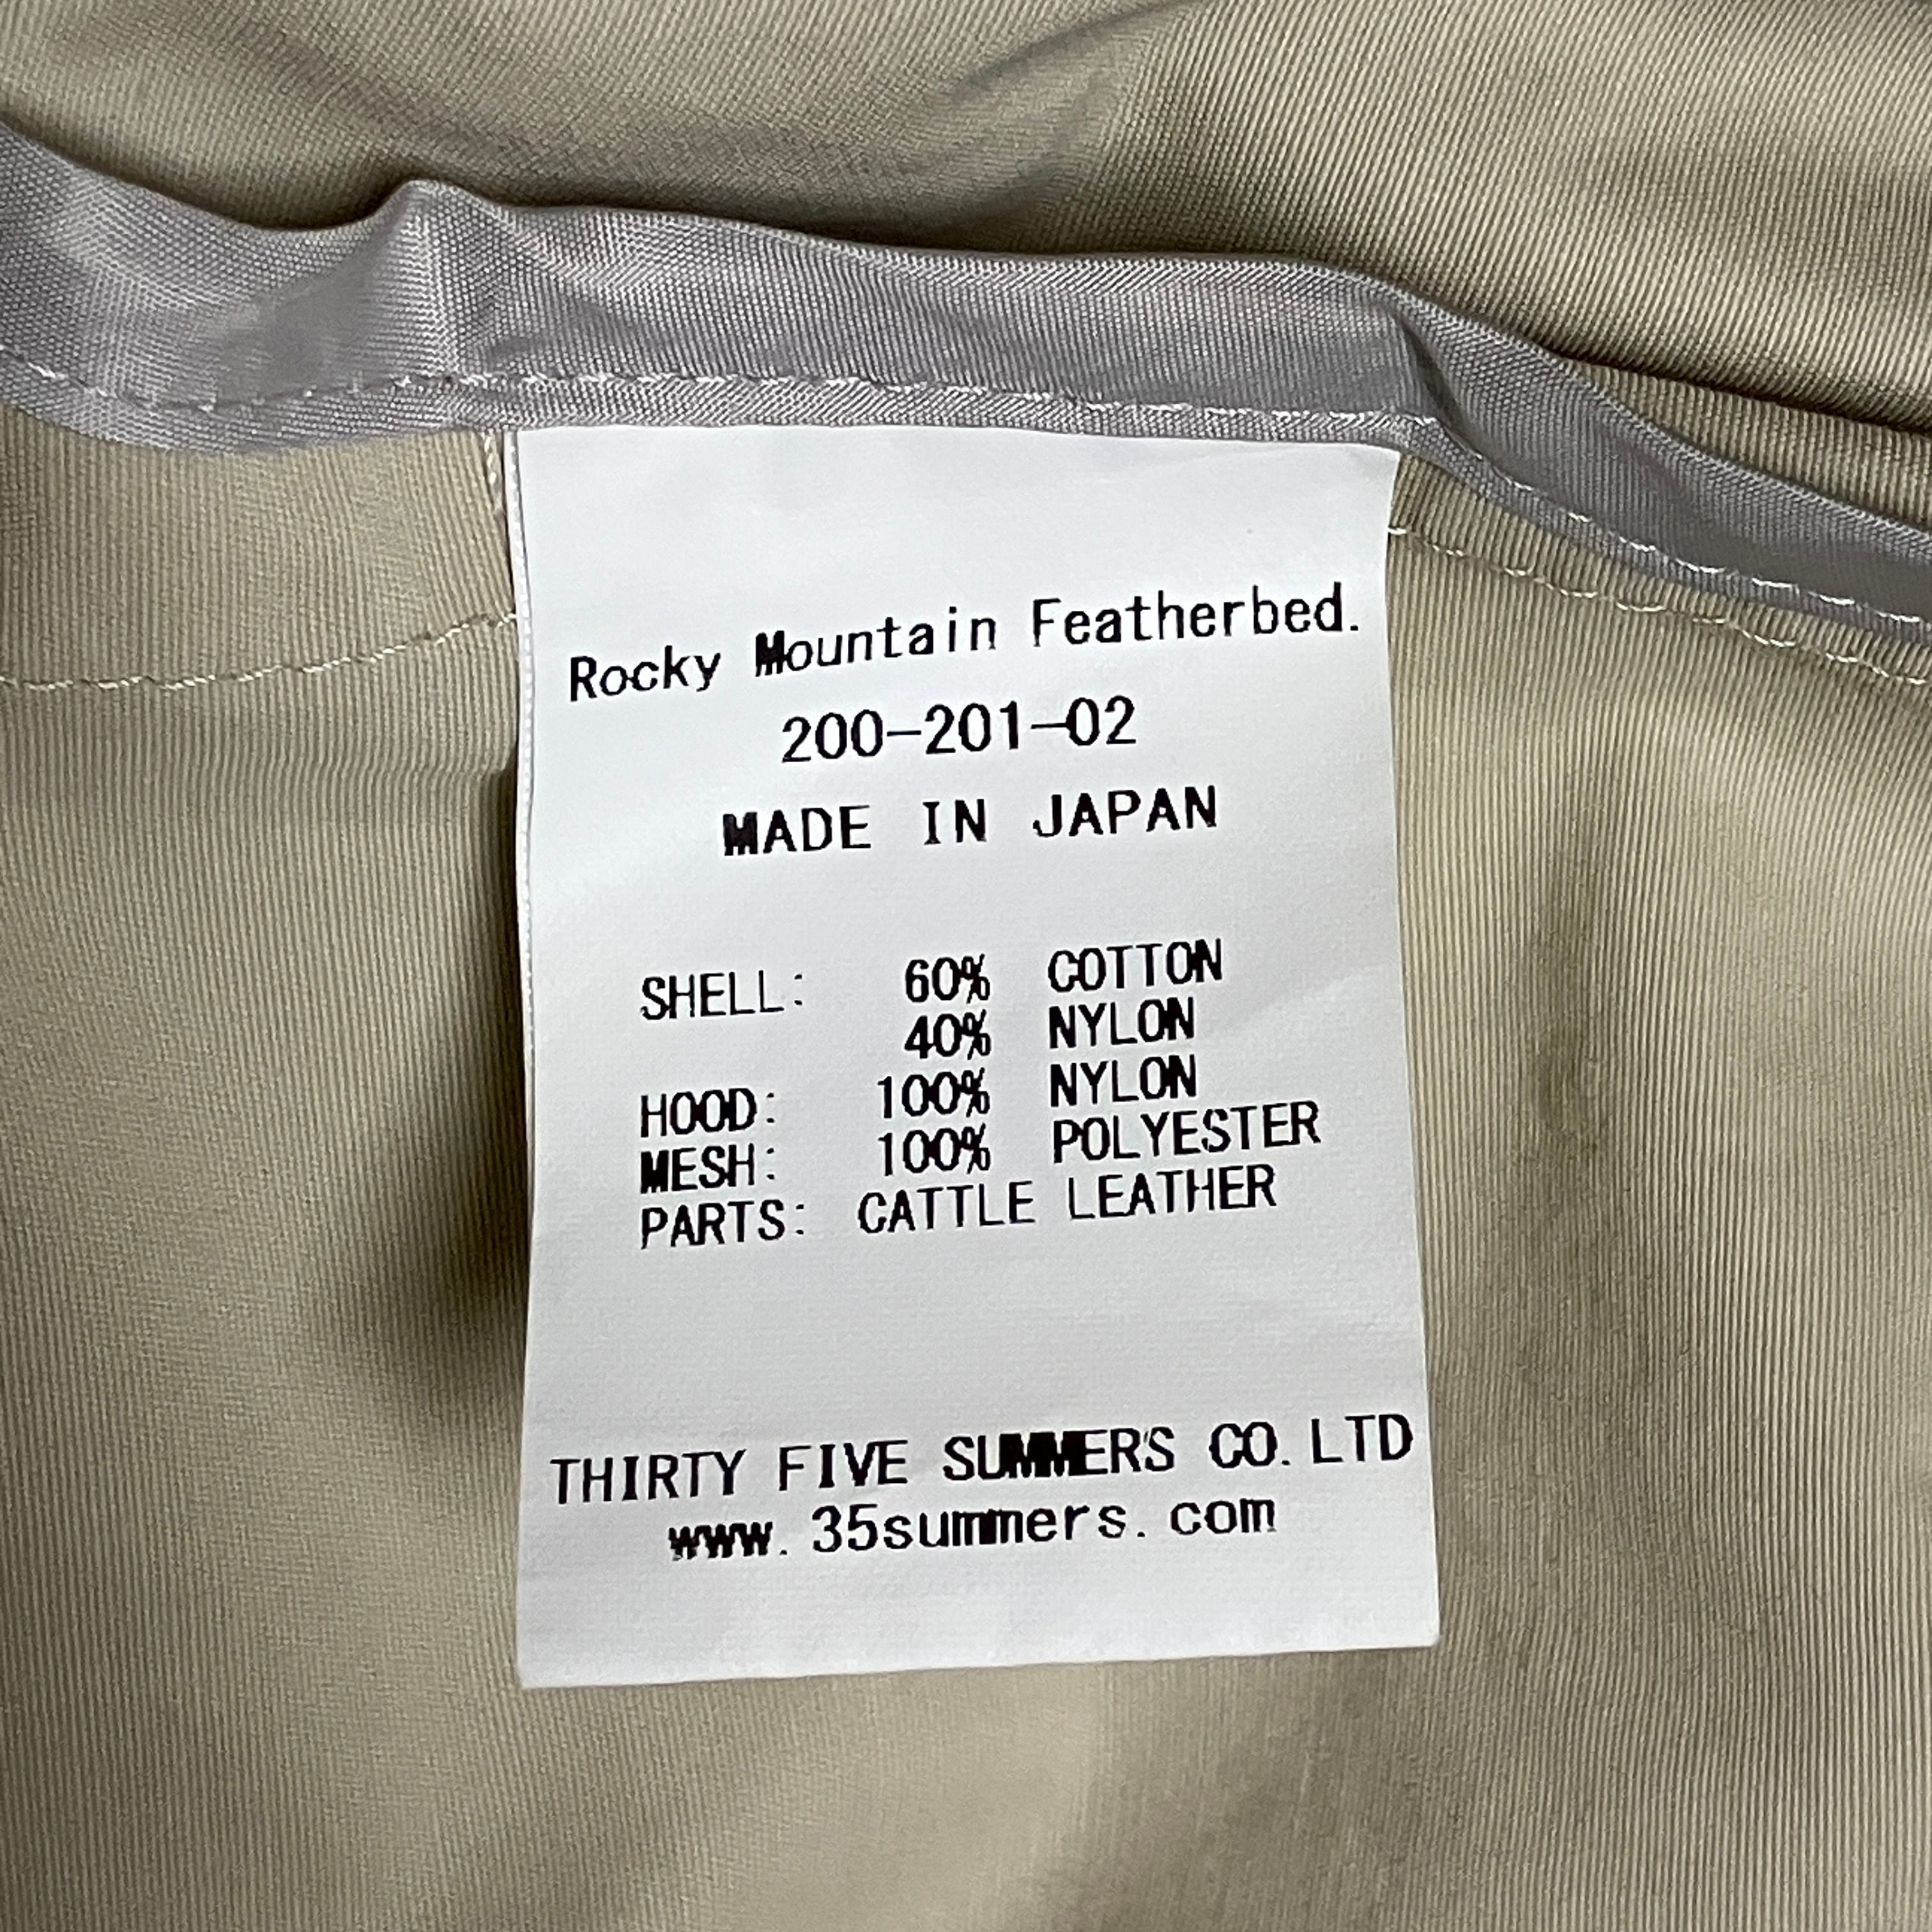 Rocky Mountain Featherbed.
200-201-02
MADE IN JAPAN
SHELL: 60% COTTON
40% NYLON
HOOD: 100% NYLON
MESH: 100% POLYESTER
PARTS: CATTLE LEATHER
THIRTY FIVE SUMMERS CO.LTD
www.35summers.com